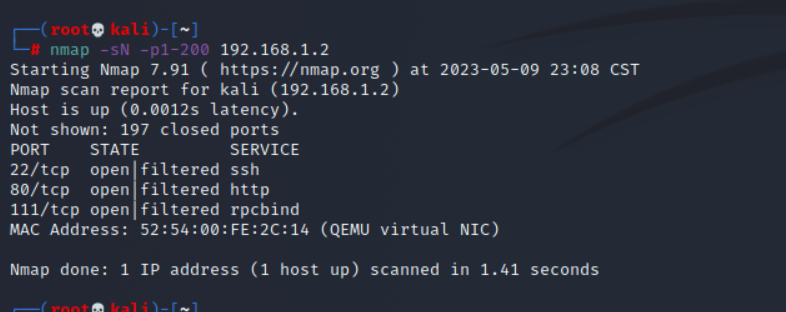 ┌──(root💀kali)-[~]
└─# nmap -sN -p1-200 192.168.1.2
Starting Nmap 7.91 ( https://nmap.org ) at 2023-05-09 23:08 CST
Nmap scan report for kali (192.168.1.2)
Host is up (0.0012s latency).
Not shown: 197 closed ports
PORT    STATE         SERVICE
22/tcp  open|filtered ssh
80/tcp  open|filtered http
111/tcp open|filtered rpcbind
MAC Address: 52:54:00:FE:2C:14 (QEMU virtual NIC)
Nmap done: 1 IP address (1 host up) scanned in 1.41 seconds
┌──(root💀kali)-[~]